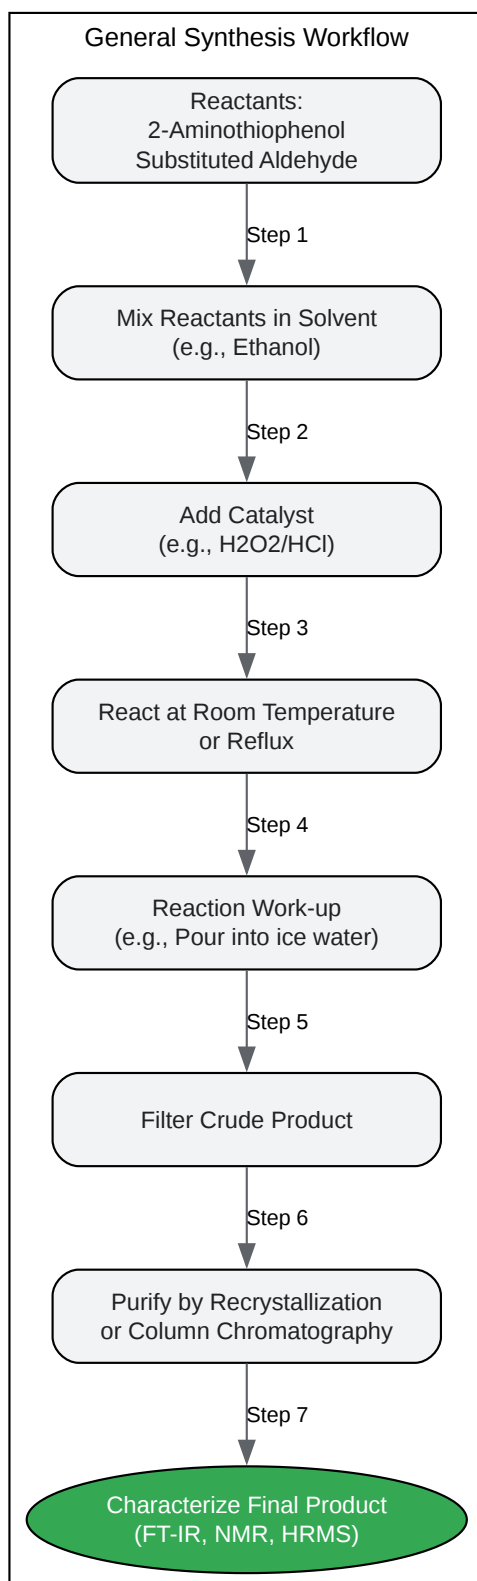 General Synthesis Workflow
Reactants:
2-Aminothiophenol
Substituted Aldehyde
Step 1
Mix Reactants in Solvent
(e.g., Ethanol)
Step 2
Add Catalyst
(e.g., H2O2/HCl)
Step 3
React at Room Temperature
or Reflux
Step 4
Reaction Work-up
(e.g., Pour into ice water)
Step 5
Filter Crude Product
Step 6
Purify by Recrystallization
or Column Chromatography
Step 7
Characterize Final Product
(FT-IR, NMR, HRMS)